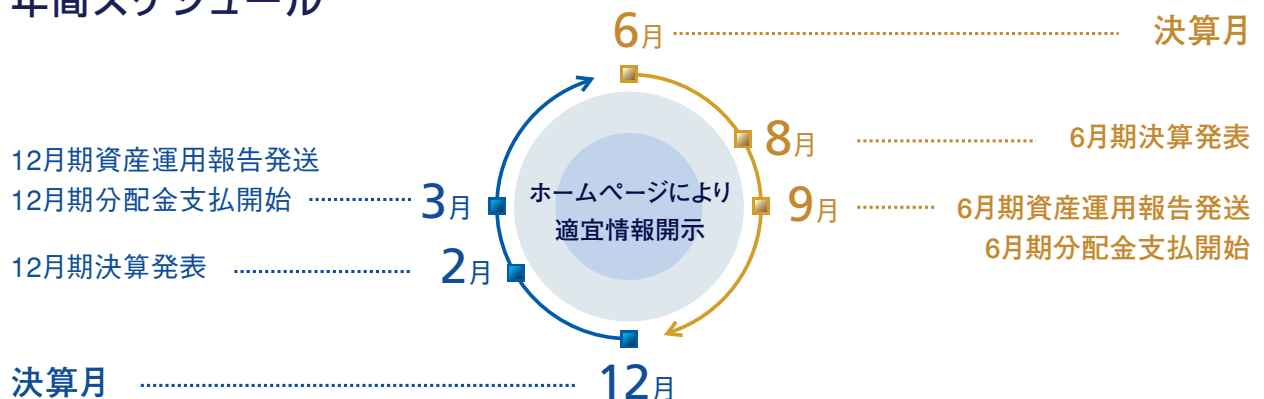 年間スケジュール
6月 決算月
8月 6月期決算発表
9月 6月期資産運用報告発送
6月期分配金支払開始
ホームページにより
適宜情報開示
12月期資産運用報告発送
12月期分配金支払開始 3月
12月期決算発表 2月
決算月 12月